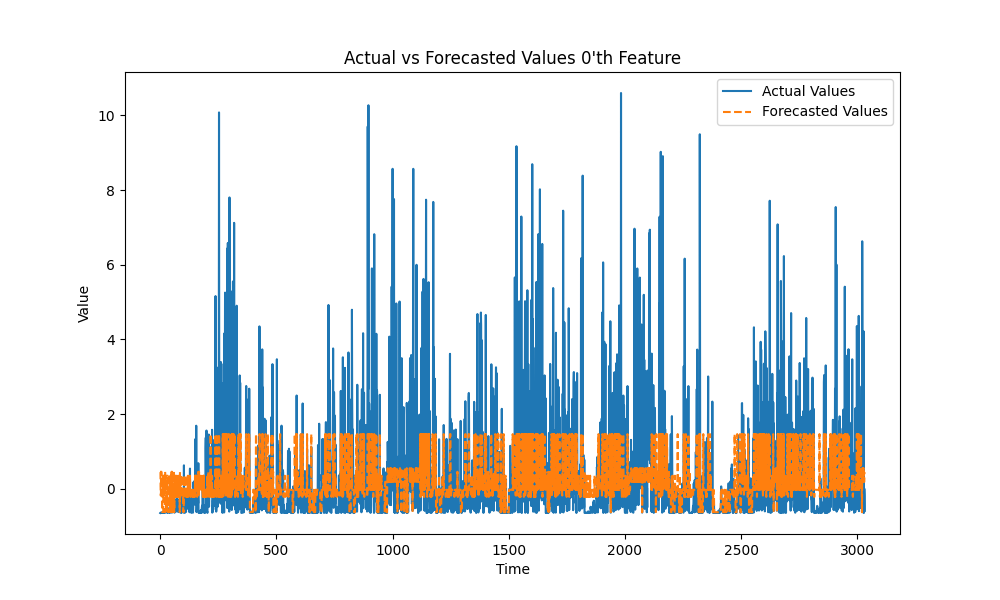 Actual vs Forecasted Values 0'th Feature
Actual Values
Forecasted Values
10
8
6
4
2
0
Value
0 500 1000 1500 2000 2500 3000
Time